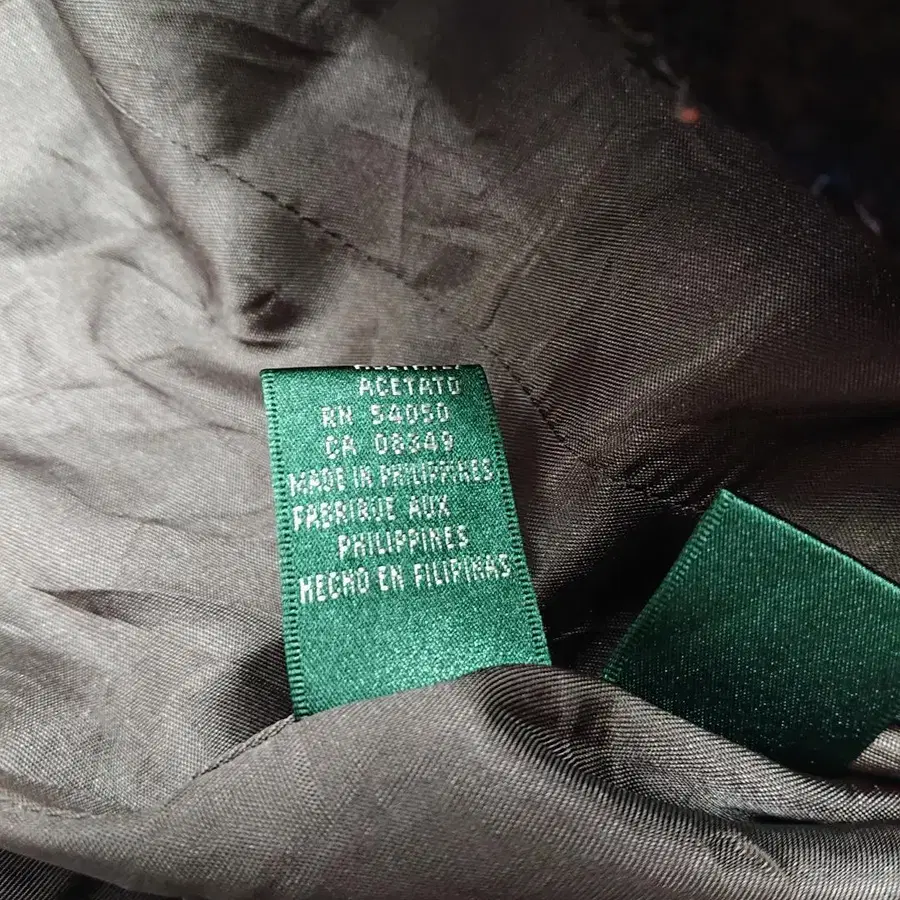 ACETATO
RN 54050
CA 08349
MADE IN PHILIPPINES
FABRIQUE AUX
PHILIPPINES
HECHO EN FILIPINAS